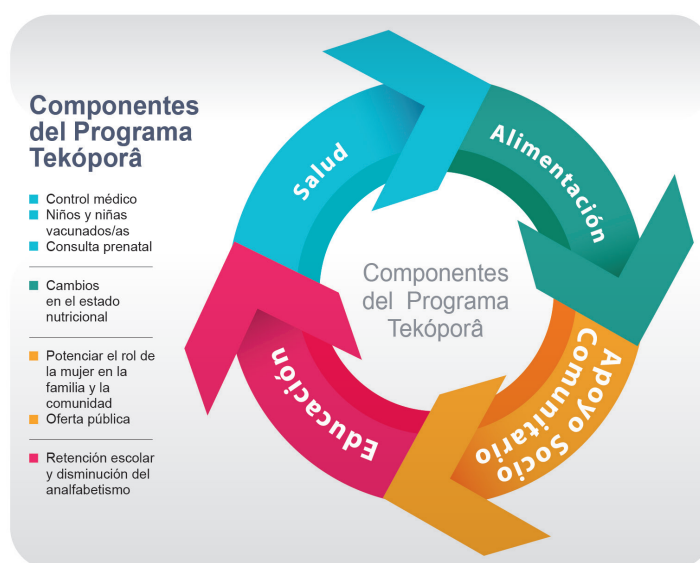 Componentes
del Programa
Tekóporâ
Control médico
Niños y niñas
vacunados/as
Consulta prenatal
Cambios
en el estado
nutricional
Potenciar el rol de
la mujer en la
familia y la
comunidad
Oferta pública
Retención escolar
y disminución del
analfabetismo
Salud
Alimentación
Apoyo Socio
Comunitario
Educación
Componentes
del Programa
Tekóporâ